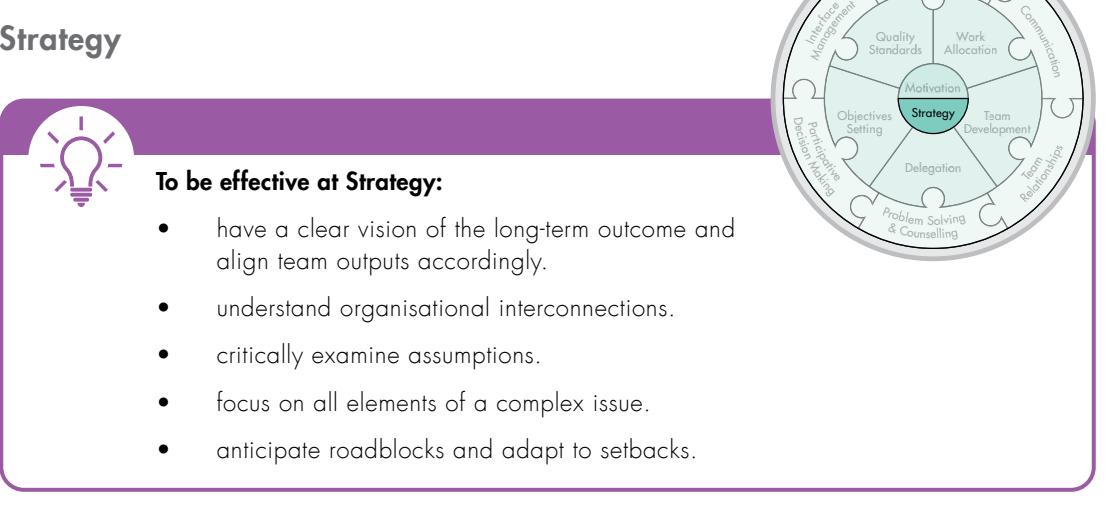 Strategy
To be effective at Strategy:
• have a clear vision of the long-term outcome and
align team outputs accordingly.
• understand organisational interconnections.
• critically examine assumptions.
• focus on all elements of a complex issue.
• anticipate roadblocks and adapt to setbacks.
Interface
Management
Communication
Quality
Standards
Work
Allocation
Motivation
Strategy
Objectives
Setting
Team
Development
Delegation
Participative
Decision Making
Team
Relationships
Problem Solving
& Counselling